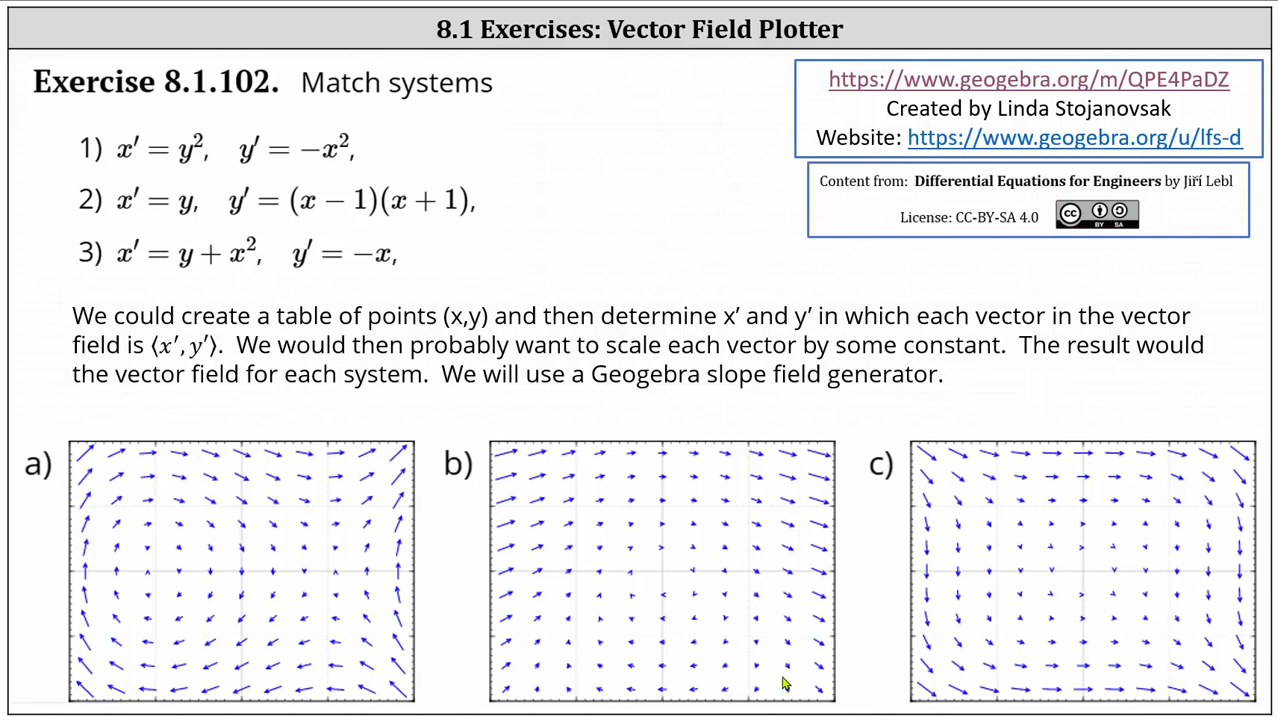 8.1 Exercises: Vector Field Plotter
Exercise 8.1.102. Match systems
1) x′ = y², y′ = −x²,
2) x′ = y, y′ = (x − 1)(x + 1),
3) x′ = y + x², y′ = −x,
https://www.geogebra.org/m/QPE4PaDZ
Created by Linda Stojanovsak
Website: https://www.geogebra.org/u/lfs-d
Content from: Differential Equations for Engineers by Jiří Lebl
License: CC-BY-SA 4.0
cc BY SA
We could create a table of points (x,y) and then determine x′ and y′ in which each vector in the vector
field is ⟨x′, y′⟩. We would then probably want to scale each vector by some constant. The result would
the vector field for each system. We will use a Geogebra slope field generator.
a)
b)
c)